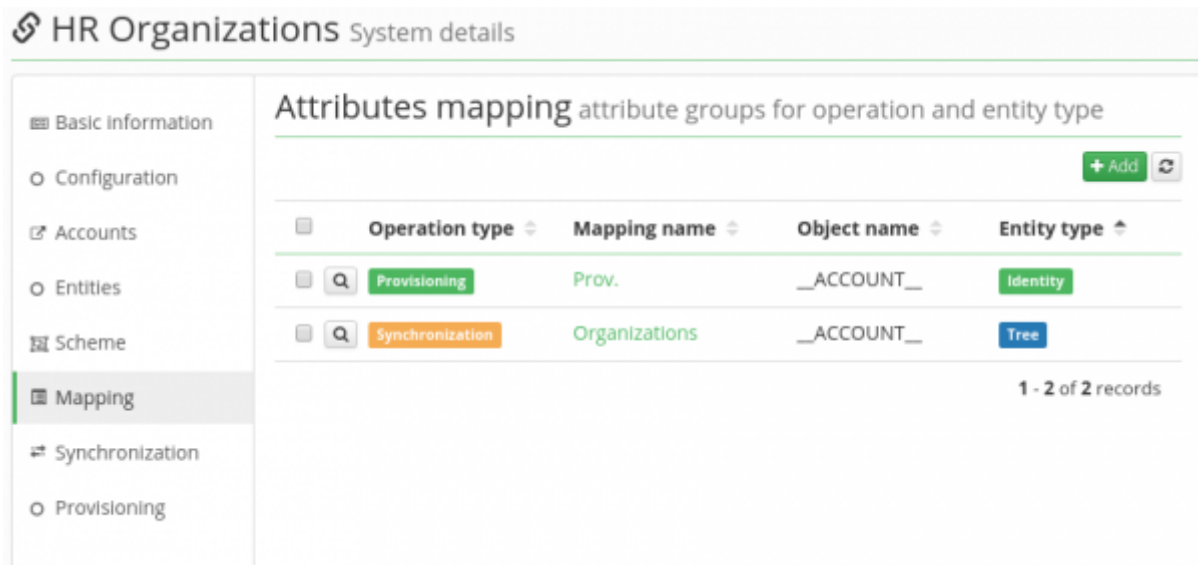 HR Organizations System details
Basic information
Configuration
Accounts
Entities
Scheme
Mapping
Synchronization
Provisioning
Attributes mapping attribute groups for operation and entity type
+ Add
Operation type Mapping name Object name Entity type
Provisioning Prov. __ACCOUNT__ Identity
Synchronization Organizations __ACCOUNT__ Tree
1 - 2 of 2 records